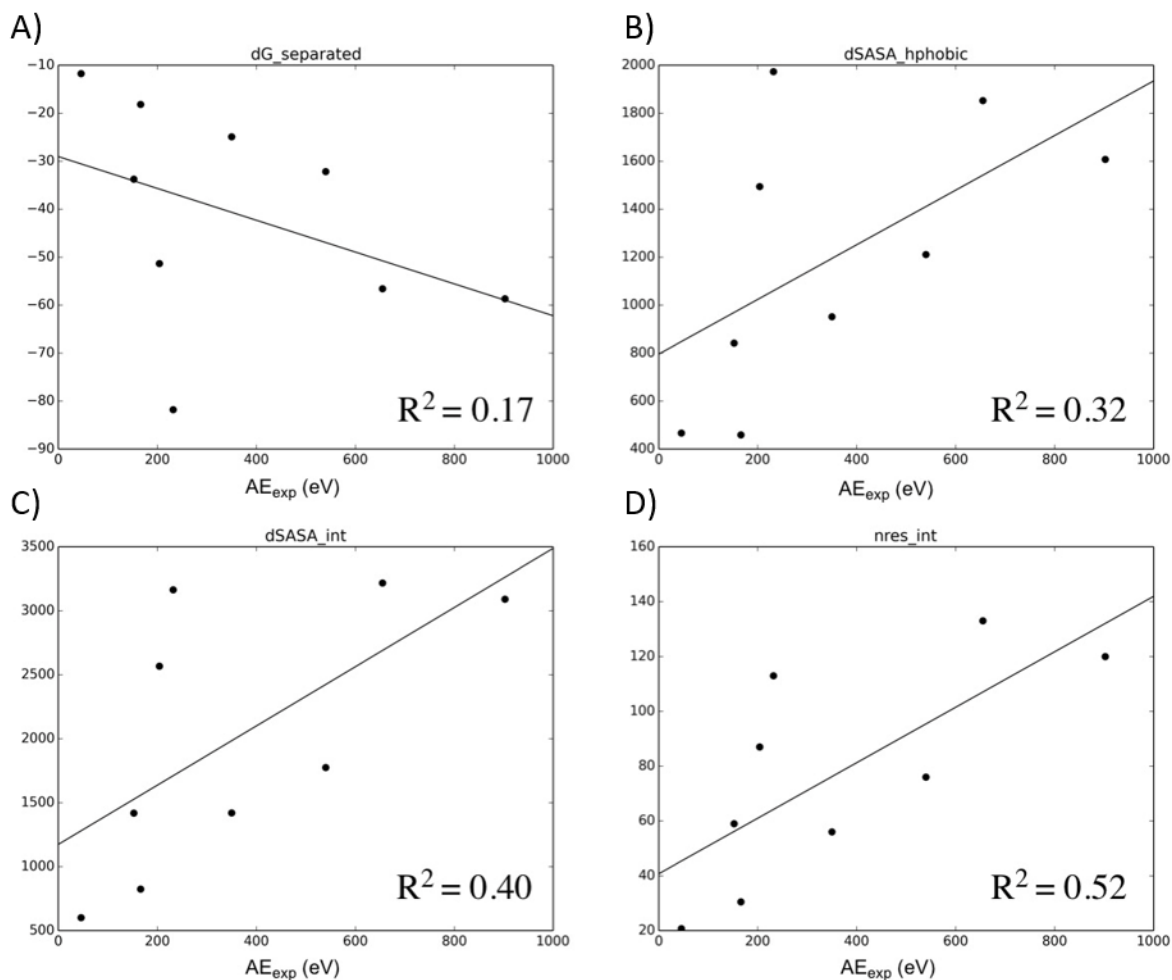 A)
dG_separated
−10
−20
−30
−40
−50
−60
−70
−80
−90
0 200 400 600 800 1000
AE_exp (eV)
R² = 0.17
B)
dSASA_hphobic
2000
1800
1600
1400
1200
1000
800
600
400
0 200 400 600 800 1000
AE_exp (eV)
R² = 0.32
C)
dSASA_int
3500
3000
2500
2000
1500
1000
500
0 200 400 600 800 1000
AE_exp (eV)
R² = 0.40
D)
nres_int
160
140
120
100
80
60
40
20
0 200 400 600 800 1000
AE_exp (eV)
R² = 0.52